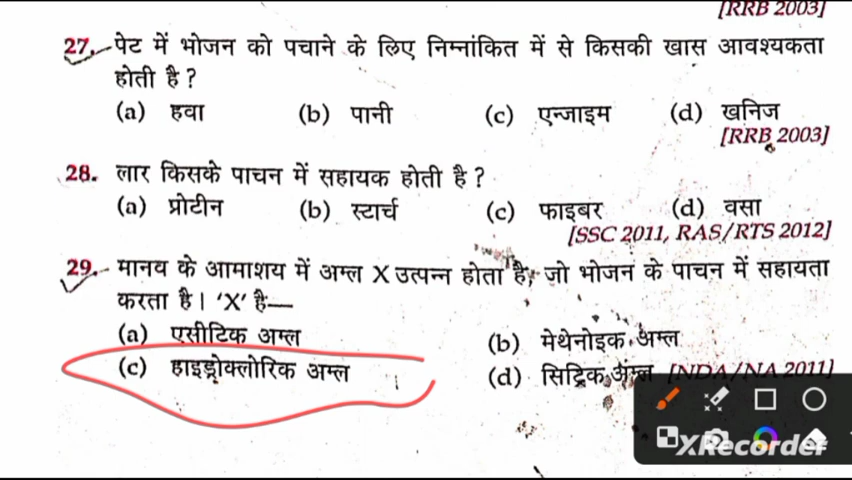 [RRB 2003]
27. पेट में भोजन को पचाने के लिए निम्नांकित में से किसकी खास आवश्यकता
होती है ?
(a) हवा (b) पानी (c) एन्जाइम (d) खनिज
[RRB 2003]
28. लार किसके पाचन में सहायक होती है ?
(a) प्रोटीन (b) स्टार्च (c) फाइबर (d) वसा
[SSC 2011, RAS/RTS 2012]
29. मानव के आमाशय में अम्ल X उत्पन्न होता है, जो भोजन के पाचन में सहायता
करता है। ‘X’ है—
(a) एसीटिक अम्ल (b) मेथेनोइक अम्ल
(c) हाइड्रोक्लोरिक अम्ल (d) सिट्रिक अम्ल [NDA/NA 2011]
XRecorder